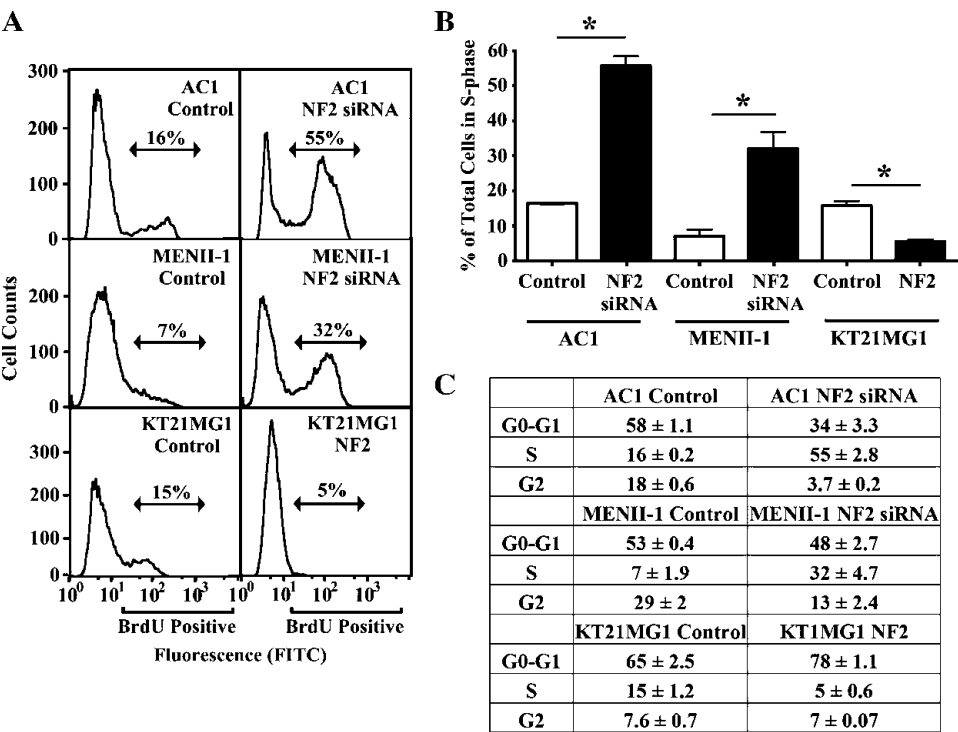 A
Cell Counts
300
200
100
0
AC1
Control
16%
AC1
NF2 siRNA
55%
200
100
0
MENII-1
Control
7%
MENII-1
NF2 siRNA
32%
300
200
100
0
KT21MG1
Control
15%
KT21MG1
NF2
5%
10^0 10^1 10^2 10^3 10^0 10^1 10^2 10^3
BrdU Positive BrdU Positive
Fluorescence (FITC)
B
% of Total Cells in S-phase
60
50
40
30
20
10
0
* * *
Control NF2 siRNA Control NF2 siRNA Control NF2
AC1 MENII-1 KT21MG1
C
AC1 Control AC1 NF2 siRNA
G0-G1 58 ± 1.1 34 ± 3.3
S 16 ± 0.2 55 ± 2.8
G2 18 ± 0.6 3.7 ± 0.2
MENII-1 Control MENII-1 NF2 siRNA
G0-G1 53 ± 0.4 48 ± 2.7
S 7 ± 1.9 32 ± 4.7
G2 29 ± 2 13 ± 2.4
KT21MG1 Control KT1MG1 NF2
G0-G1 65 ± 2.5 78 ± 1.1
S 15 ± 1.2 5 ± 0.6
G2 7.6 ± 0.7 7 ± 0.07